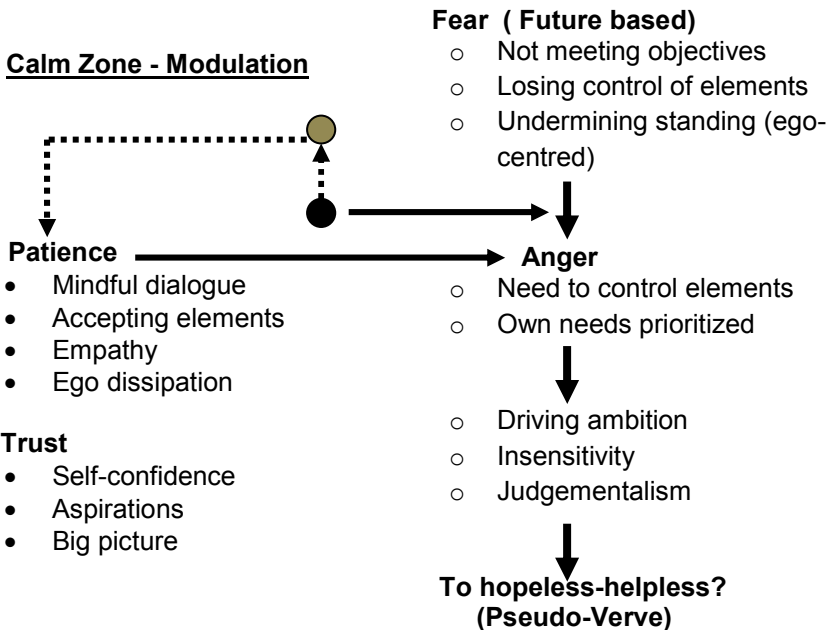 Calm Zone - Modulation
Patience
• Mindful dialogue
• Accepting elements
• Empathy
• Ego dissipation
Trust
• Self-confidence
• Aspirations
• Big picture
Fear ( Future based)
o Not meeting objectives
o Losing control of elements
o Undermining standing (ego-
centred)
Anger
o Need to control elements
o Own needs prioritized
o Driving ambition
o Insensitivity
o Judgementalism
To hopeless-helpless?
(Pseudo-Verve)